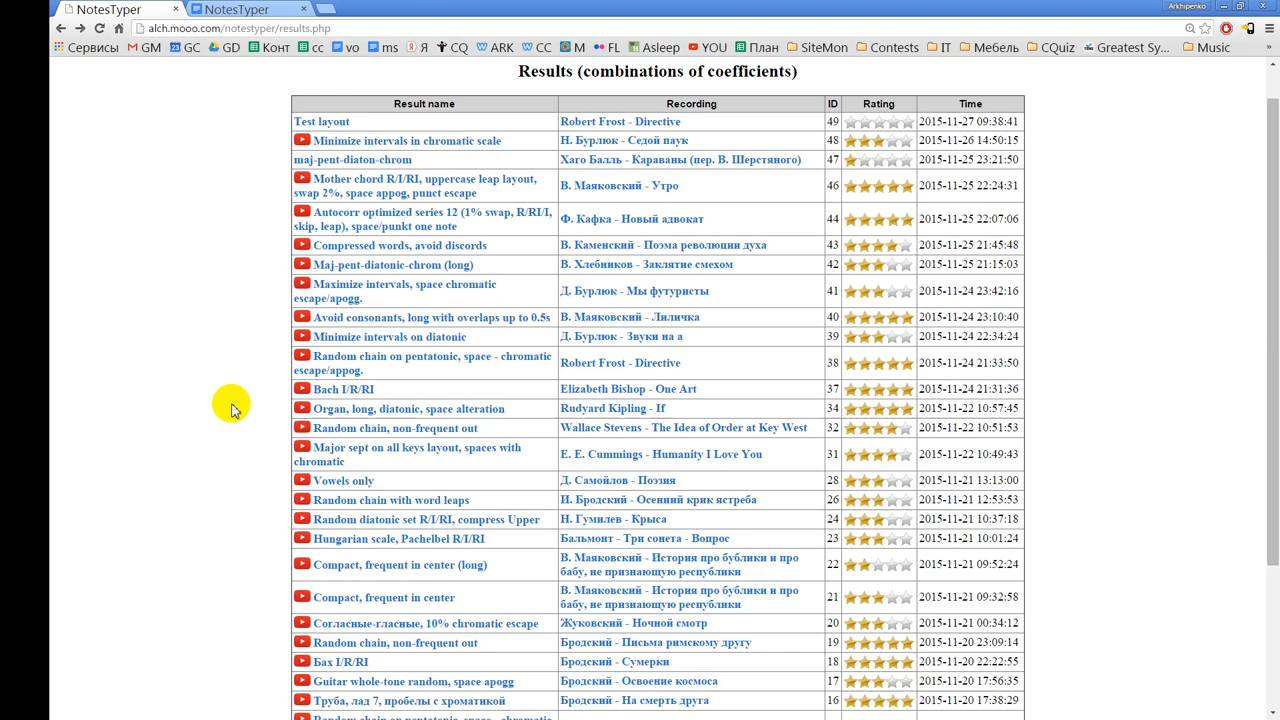 NotesTyper × NotesTyper ×
Arkhipenko
alch.mooo.com/notestyper/results.php
Сервисы GM GC GD Конт cc vo ms Я CQ ARK CC M FL Asleep YOU План SiteMon Contests IT Мебель CQuiz Greatest Sy... Music »
Results (combinations of coefficients)
Result name Recording ID Rating Time
Test layout Robert Frost - Directive 49 2015-11-27 09:38:41
Minimize intervals in chromatic scale Н. Бурлюк - Седой паук 48 2015-11-26 14:50:15
maj-pent-diaton-chrom Хаго Балль - Караваны (пер. В. Шерстяного) 47 2015-11-25 23:21:50
Mother chord R/I/RI, uppercase leap layout,
swap 2%, space appog, punct escape В. Маяковский - Утро 46 2015-11-25 22:24:31
Autocorr optimized series 12 (1% swap, R/RI/I,
skip, leap), space/punkt one note Ф. Кафка - Новый адвокат 44 2015-11-25 22:07:06
Compressed words, avoid discords В. Каменский - Поэма революции духа 43 2015-11-25 21:45:48
Maj-pent-diatonic-chrom (long) В. Хлебников - Заклятие смехом 42 2015-11-25 21:15:03
Maximize intervals, space chromatic
escape/apogg. Д. Бурлюк - Мы футуристы 41 2015-11-24 23:42:16
Avoid consonants, long with overlaps up to 0.5s В. Маяковский - Лиличка 40 2015-11-24 23:10:40
Minimize intervals on diatonic Д. Бурлюк - Звуки на а 39 2015-11-24 22:34:24
Random chain on pentatonic, space - chromatic
escape/appog. Robert Frost - Directive 38 2015-11-24 21:33:50
Bach I/R/RI Elizabeth Bishop - One Art 37 2015-11-24 21:31:36
Organ, long, diatonic, space alteration Rudyard Kipling - If 34 2015-11-22 10:57:45
Random chain, non-frequent out Wallace Stevens - The Idea of Order at Key West 32 2015-11-22 10:51:53
Major sept on all keys layout, spaces with
chromatic E. E. Cummings - Humanity I Love You 31 2015-11-22 10:49:43
Vowels only Д. Самойлов - Поэзия 28 2015-11-21 13:13:00
Random chain with word leaps И. Бродский - Осенний крик ястреба 26 2015-11-21 12:53:53
Random diatonic set R/I/RI, compress Upper Н. Гумилев - Крыса 24 2015-11-21 10:37:18
Hungarian scale, Pachelbel R/I/RI Бальмонт - Три сонета - Вопрос 23 2015-11-21 10:01:24
Compact, frequent in center (long) В. Маяковский - История про бублики и про
бабу, не признающую республики 22 2015-11-21 09:52:24
Compact, frequent in center В. Маяковский - История про бублики и про
бабу, не признающую республики 21 2015-11-21 09:32:58
Согласные-гласные, 10% chromatic escape Жуковский - Ночной смотр 20 2015-11-21 00:34:12
Random chain, non-frequent out Бродский - Письма римскому другу 19 2015-11-20 23:09:14
Бах I/R/RI Бродский - Сумерки 18 2015-11-20 22:22:55
Guitar whole-tone random, space apogg Бродский - Освоение космоса 17 2015-11-20 17:56:35
Труба, лад 7, пробелы с хроматикой Бродский - На смерть друга 16 2015-11-20 17:38:29
Random chain on pentatonic, space - chromatic